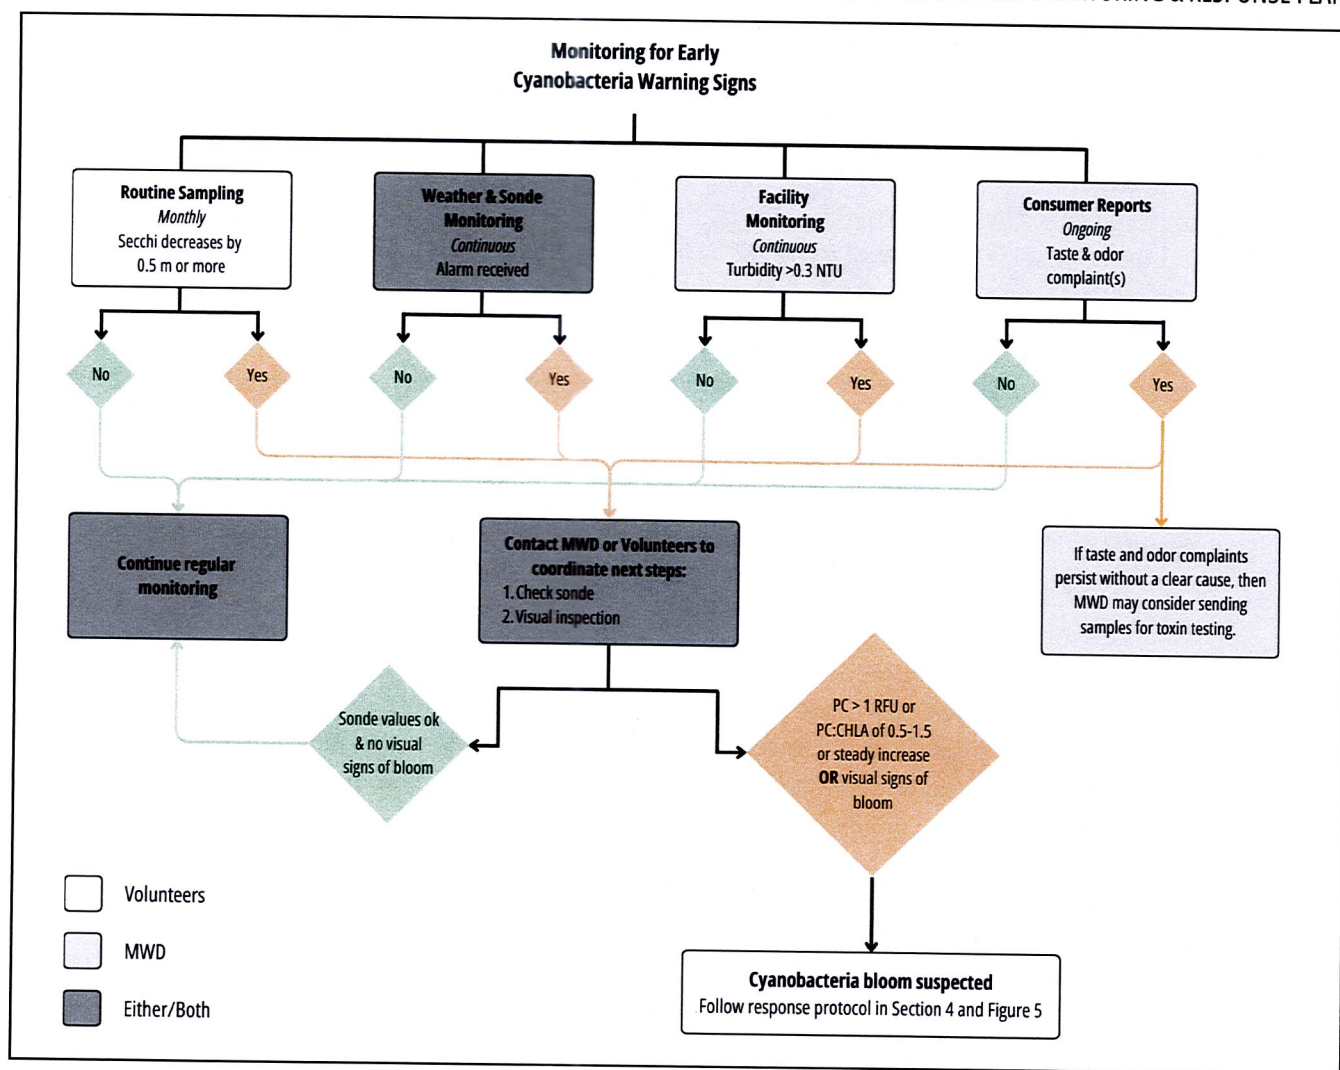 Monitoring for Early
Cyanobacteria Warning Signs
Routine Sampling
Monthly
Secchi decreases by
0.5 m or more
Weather & Sonde
Monitoring
Continuous
Alarm received
Facility
Monitoring
Continuous
Turbidity >0.3 NTU
Consumer Reports
Ongoing
Taste & odor
complaint(s)
No
Yes
No
Yes
No
Yes
No
Yes
Continue regular
monitoring
Contact MWD or Volunteers to
coordinate next steps:
1. Check sonde
2. Visual inspection
If taste and odor complaints
persist without a clear cause, then
MWD may consider sending
samples for toxin testing.
Sonde values ok
& no visual
signs of bloom
PC > 1 RFU or
PC:CHLA of 0.5-1.5
or steady increase
OR visual signs of
bloom
Volunteers
MWD
Either/Both
Cyanobacteria bloom suspected
Follow response protocol in Section 4 and Figure 5